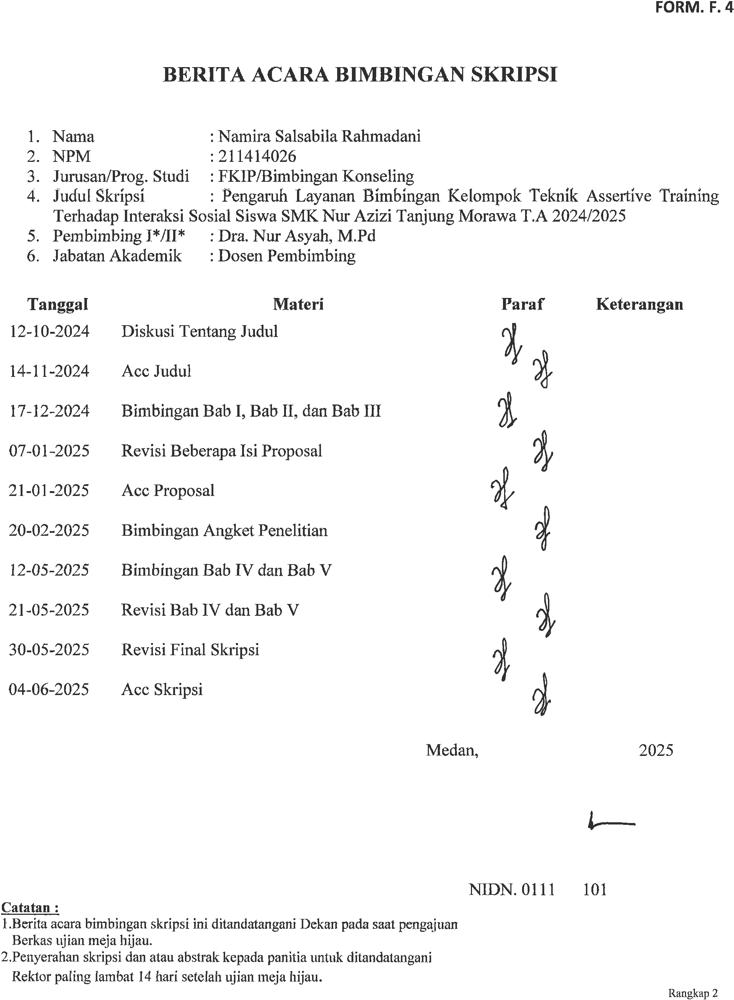 FORM. F. 4
BERITA ACARA BIMBINGAN SKRIPSI
1. Nama : Namira Salsabila Rahmadani
2. NPM : 211414026
3. Jurusan/Prog. Studi : FKIP/Bimbingan Konseling
4. Judul Skripsi : Pengaruh Layanan Bimbingan Kelompok Teknik Assertive Training
Terhadap Interaksi Sosial Siswa SMK Nur Azizi Tanjung Morawa T.A 2024/2025
5. Pembimbing I*/II* : Dra. Nur Asyah, M.Pd
6. Jabatan Akademik : Dosen Pembimbing
Tanggal Materi Paraf Keterangan
12-10-2024 Diskusi Tentang Judul
14-11-2024 Acc Judul
17-12-2024 Bimbingan Bab I, Bab II, dan Bab III
07-01-2025 Revisi Beberapa Isi Proposal
21-01-2025 Acc Proposal
20-02-2025 Bimbingan Angket Penelitian
12-05-2025 Bimbingan Bab IV dan Bab V
21-05-2025 Revisi Bab IV dan Bab V
30-05-2025 Revisi Final Skripsi
04-06-2025 Acc Skripsi
Medan, 2025
NIDN. 0111 101
Catatan :
1.Berita acara bimbingan skripsi ini ditandatangani Dekan pada saat pengajuan
Berkas ujian meja hijau.
2.Penyerahan skripsi dan atau abstrak kepada panitia untuk ditandatangani
Rektor paling lambat 14 hari setelah ujian meja hijau.
Rangkap 2